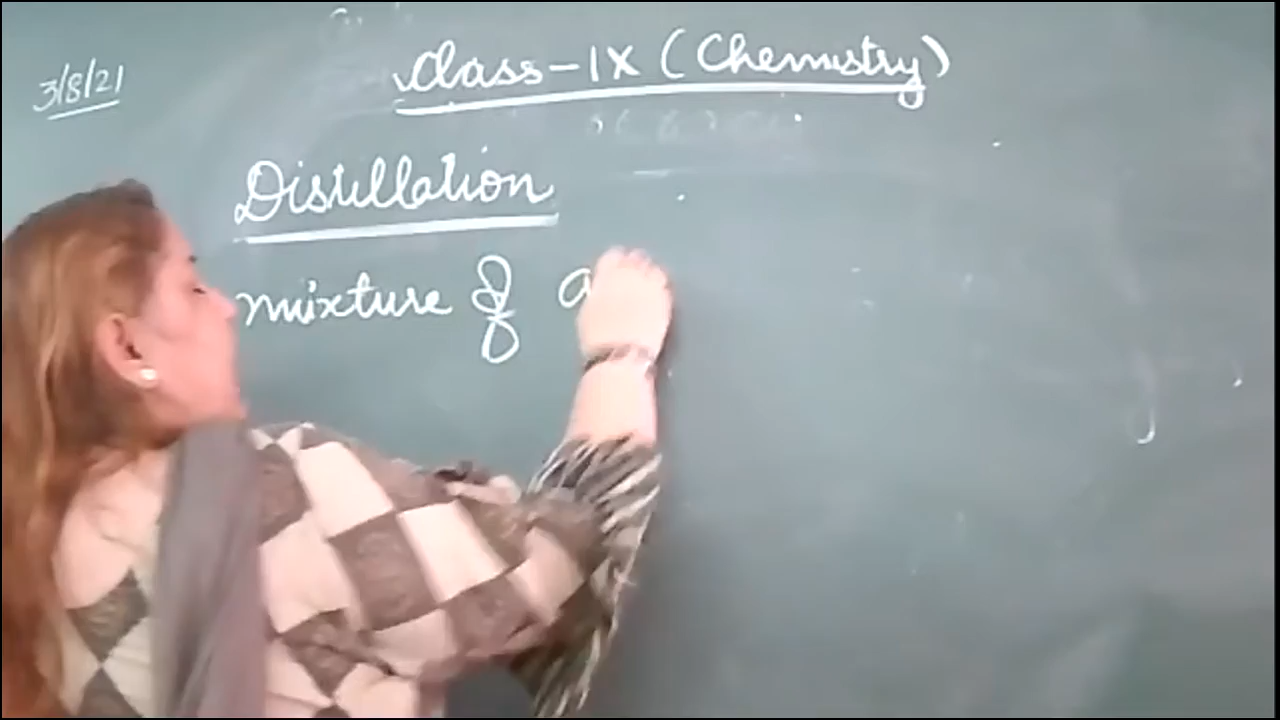 3/8/21
Class-IX (Chemistry)
Distillation
mixture of